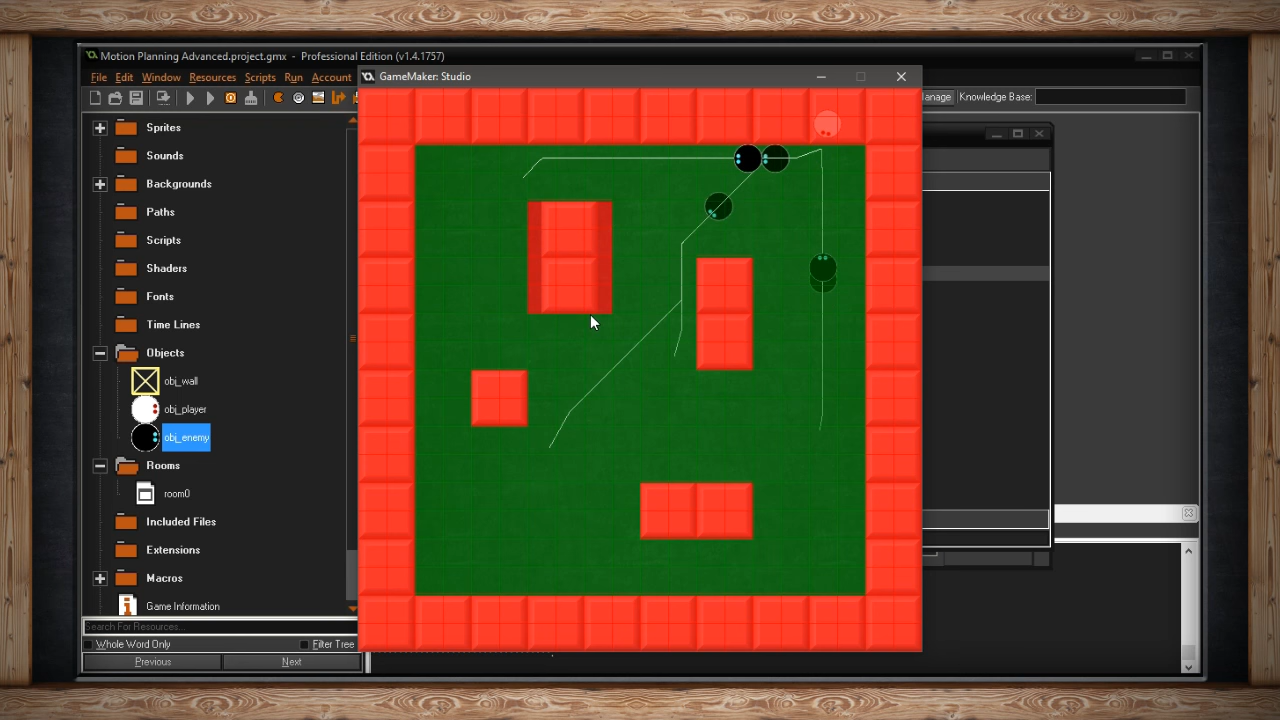 Motion Planning Advanced.project.gmx - Professional Edition (v1.4.1757)
File Edit Window Resources Scripts Run Account
GameMaker: Studio
anage Knowledge Base:
Sprites
Sounds
Backgrounds
Paths
Scripts
Shaders
Fonts
Time Lines
Objects
obj_wall
obj_player
obj_enemy
Rooms
room0
Included Files
Extensions
Macros
Game Information
Search For Resources...
Whole Word Only Filter Tree
Previous Next